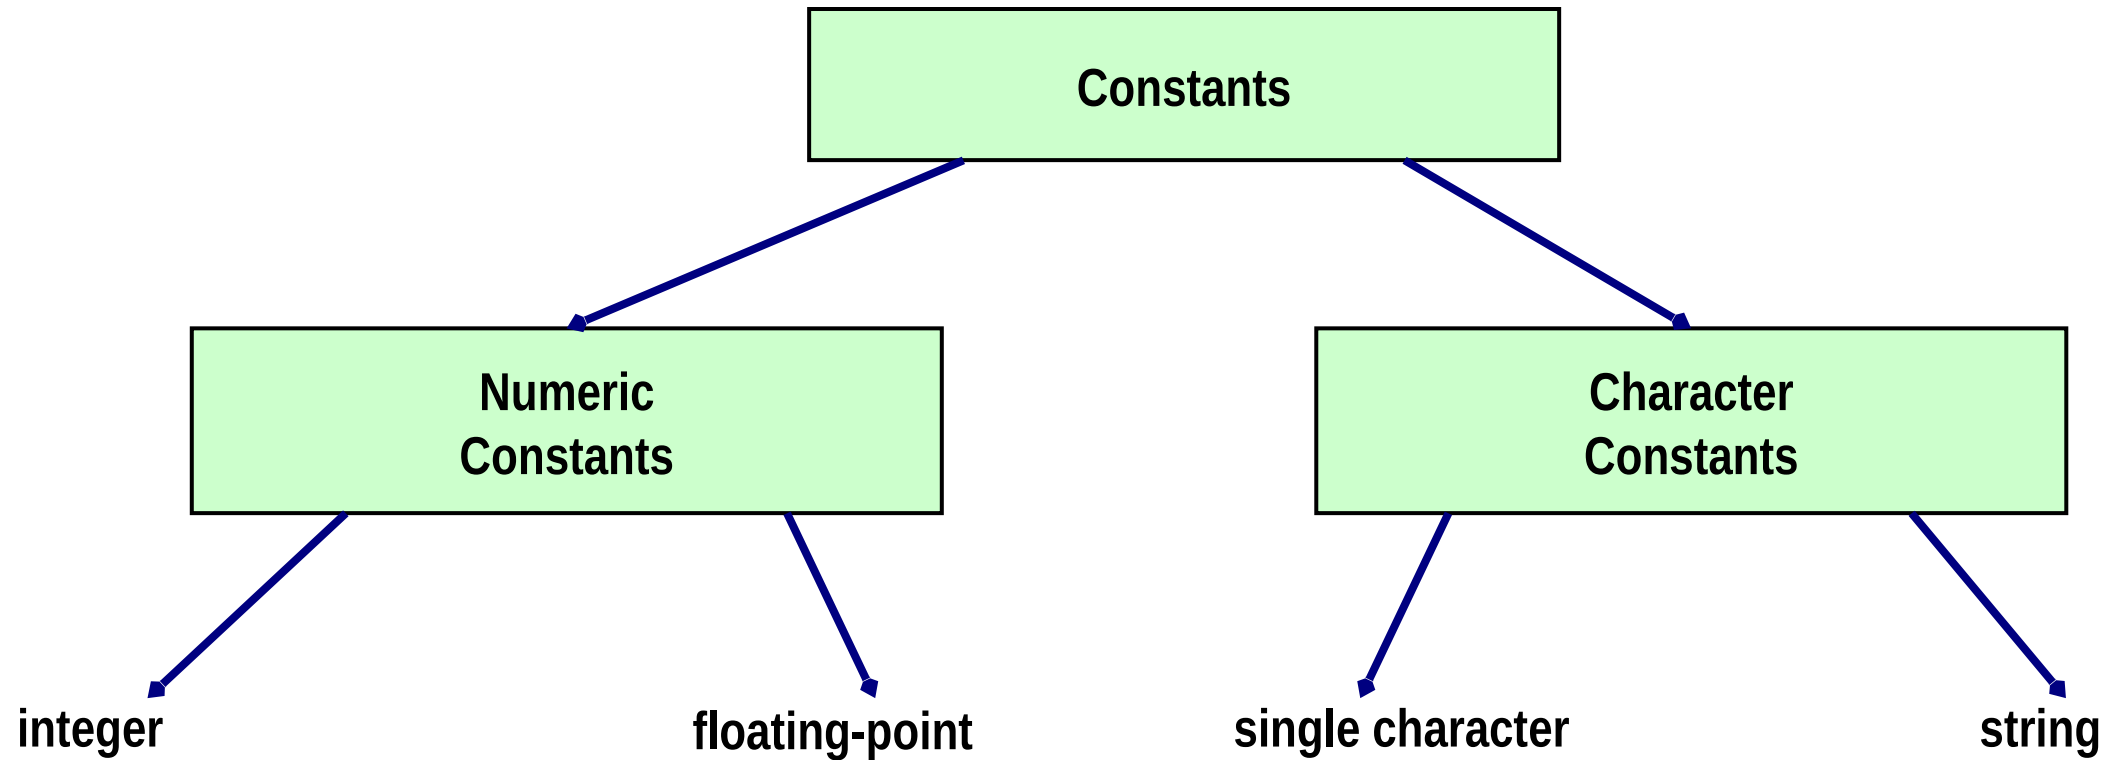 Constants
Numeric
Constants
Character
Constants
integer
floating-point
single character
string